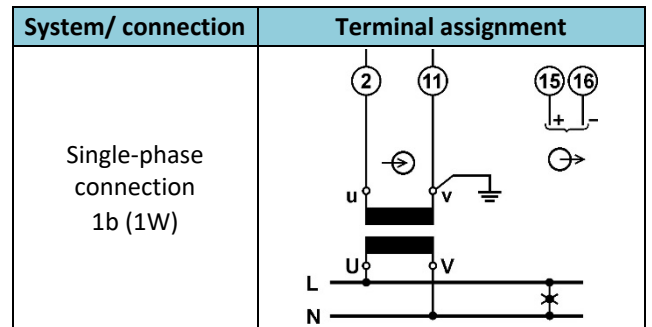 System/ connection
Terminal assignment
Single-phase
connection
1b (1W)
2 11 15 16
+ -
u v
U V
L
N